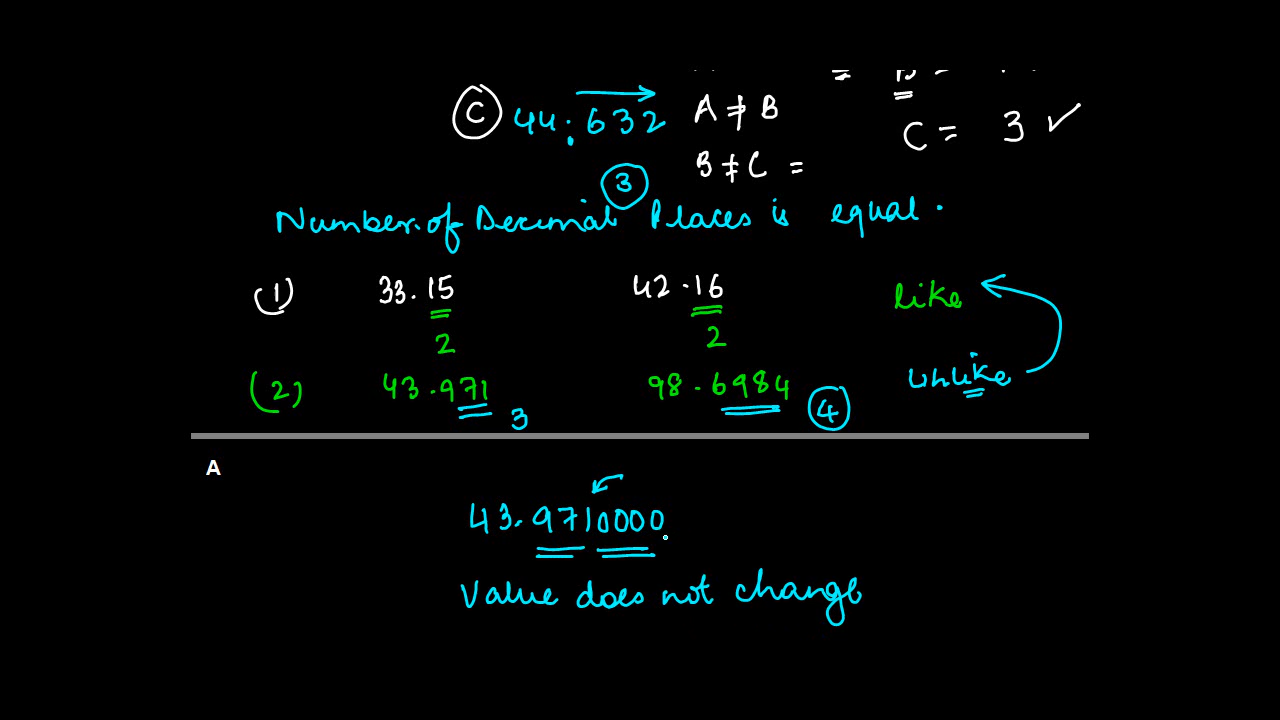 C 44.632 A ≠ B C = 3 ✓
B ≠ C =
3
Number of Decimal Places is equal.
(1) 33.15 42.16 like
2 2
(2) 43.971 98.6984 unlike
3 4
A
43.9710000
Value does not change